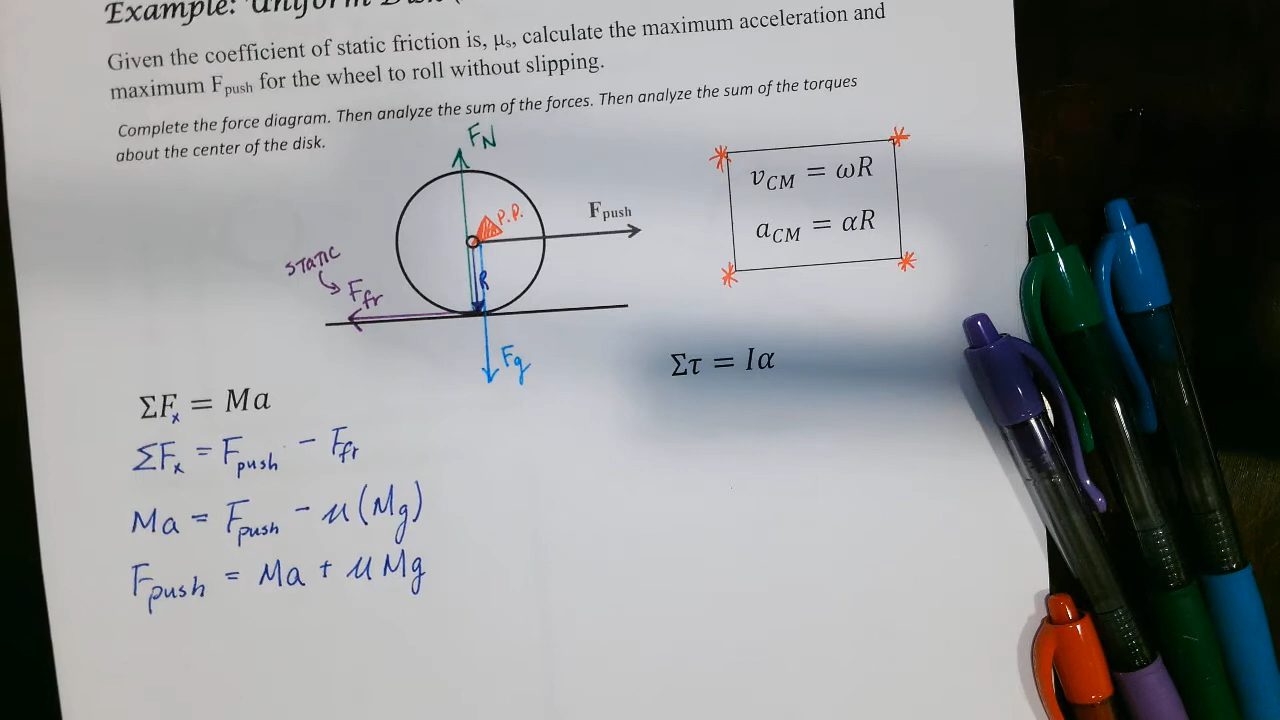 Example: Uniform Disk
Given the coefficient of static friction is, μs, calculate the maximum acceleration and
maximum Fpush for the wheel to roll without slipping.
Complete the force diagram. Then analyze the sum of the forces. Then analyze the sum of the torques
about the center of the disk.
FN
P.P.
Fpush
R
STATIC
Ffr
Fg
vCM = ωR
aCM = αR
ΣFx = Ma
ΣFx = Fpush - Ffr
Ma = Fpush - μ(Mg)
Fpush = Ma + μMg
Στ = Iα